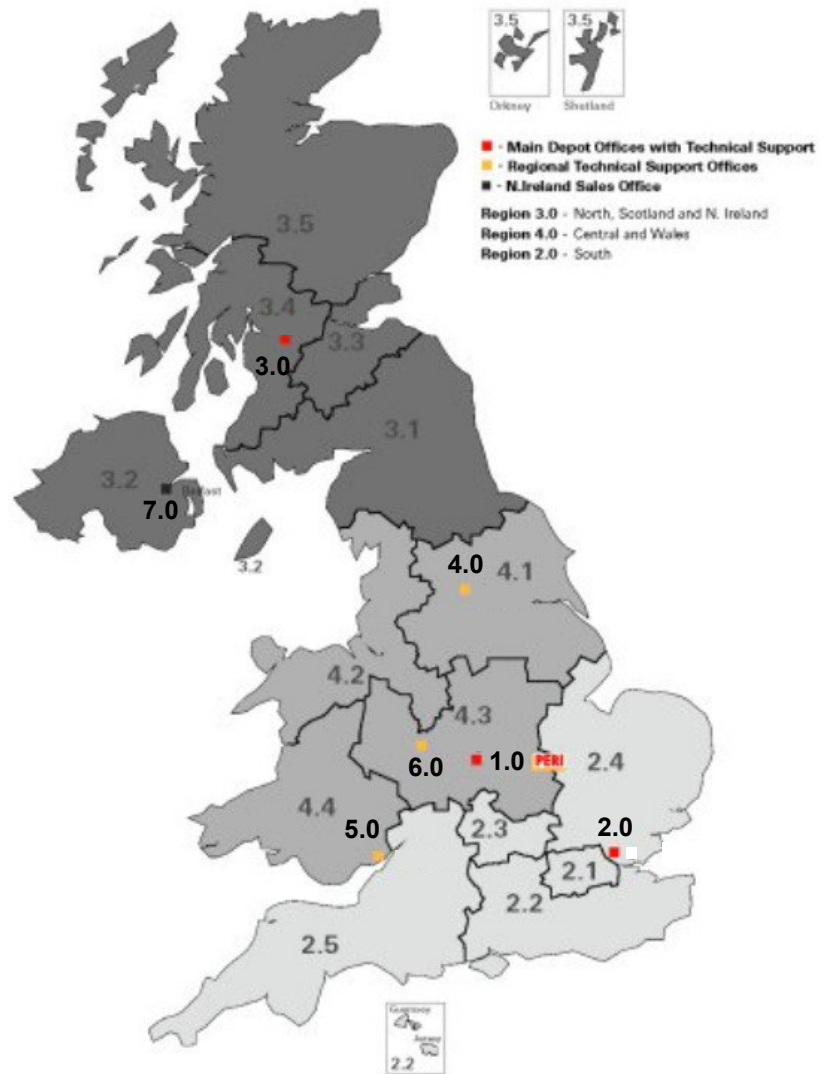 3.5
3.5
Orkney
Shetland
- Main Depot Offices with Technical Support
- Regional Technical Support Offices
- N.Ireland Sales Office
Region 3.0 - North, Scotland and N. Ireland
Region 4.0 - Central and Wales
Region 2.0 - South
3.5
3.4
3.3
3.0
3.1
3.2
Belfast
7.0
3.2
4.0
4.1
4.2
4.3
6.0
1.0
PERI
2.4
4.4
5.0
2.3
2.0
2.1
2.2
2.5
Guernsey
Jersey
2.2